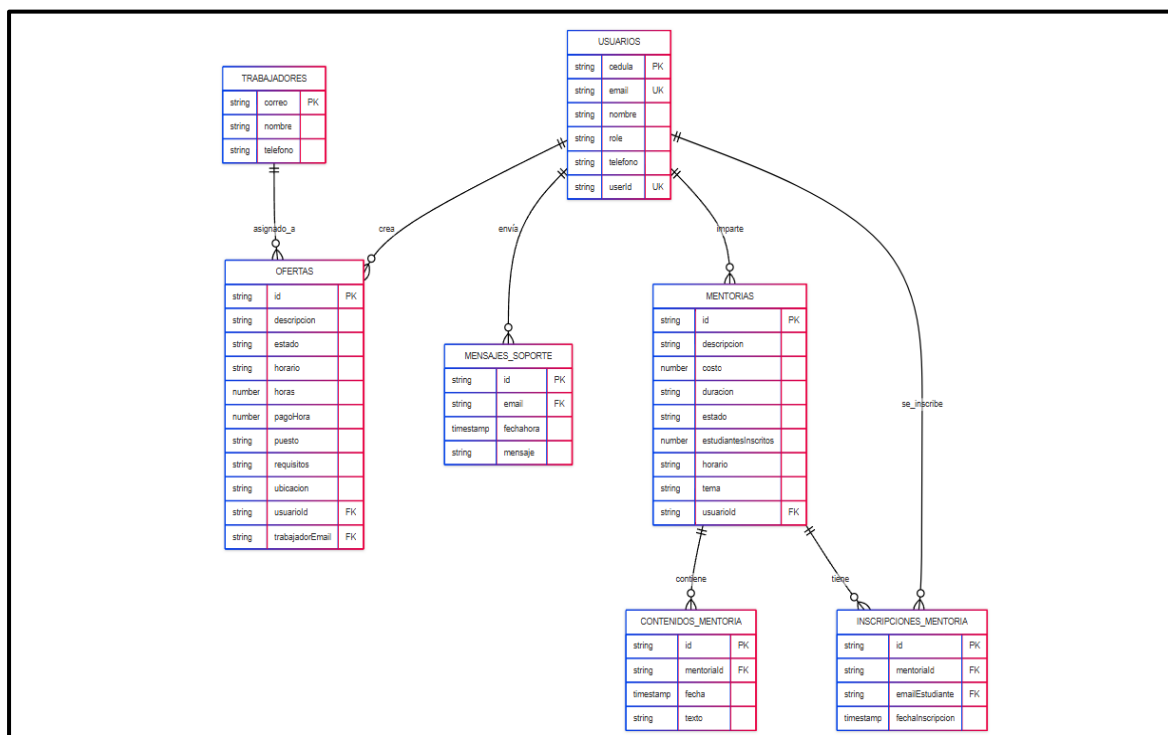 USUARIOS
string cedula PK
string email UK
string nombre
string role
string telefono
string userId UK
TRABAJADORES
string correo PK
string nombre
string telefono
asignado_a
crea
envía
imparte
OFERTAS
string id PK
string descripcion
string estado
string horario
number horas
number pagoHora
string puesto
string requisitos
string ubicacion
string usuarioId FK
string trabajadorEmail FK
MENSAJES_SOPORTE
string id PK
string email FK
timestamp fechahora
string mensaje
MENTORIAS
string id PK
string descripcion
number costo
string duracion
string estado
number estudiantesInscritos
string horario
string tema
string usuarioId FK
se_inscribe
contiene
tiene
CONTENIDOS_MENTORIA
string id PK
string mentoriaId FK
timestamp fecha
string texto
INSCRIPCIONES_MENTORIA
string id PK
string mentoriaId FK
string emailEstudiante FK
timestamp fechaInscripcion